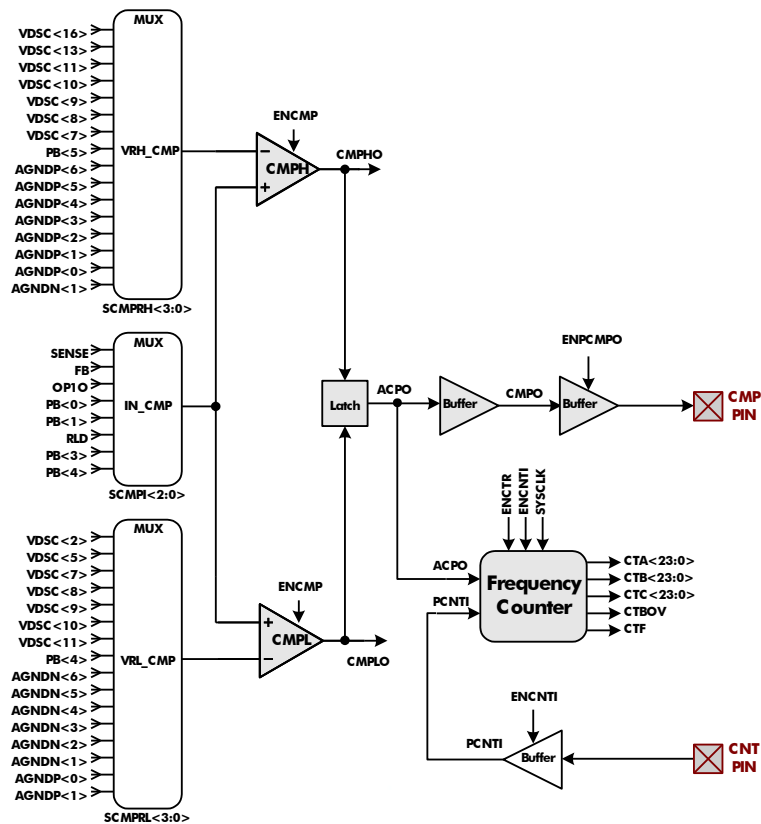 MUX
VDSC<16>
VDSC<13>
VDSC<11>
VDSC<10>
VDSC<9>
VDSC<8>
VDSC<7>
PB<5>
AGNDP<6>
AGNDP<5>
AGNDP<4>
AGNDP<3>
AGNDP<2>
AGNDP<1>
AGNDP<0>
AGNDN<1>
VRH_CMP
SCMPRH<3:0>
ENCMP
−
CMPH
+
CMPHO
MUX
SENSE
FB
OP1O
PB<0>
PB<1>
RLD
PB<3>
PB<4>
IN_CMP
SCMPI<2:0>
Latch
ACPO
Buffer
CMPO
ENPCMPO
Buffer
CMP
PIN
MUX
VDSC<2>
VDSC<5>
VDSC<7>
VDSC<8>
VDSC<9>
VDSC<10>
VDSC<11>
PB<4>
AGNDN<6>
AGNDN<5>
AGNDN<4>
AGNDN<3>
AGNDN<2>
AGNDN<1>
AGNDP<0>
AGNDP<1>
VRL_CMP
SCMPRL<3:0>
ENCMP
+
CMPL
−
CMPLO
ENCTR
ENCNTI
SYSCLK
ACPO
PCNTI
Frequency
Counter
CTA<23:0>
CTB<23:0>
CTC<23:0>
CTBOV
CTF
ENCNTI
PCNTI
Buffer
CNT
PIN